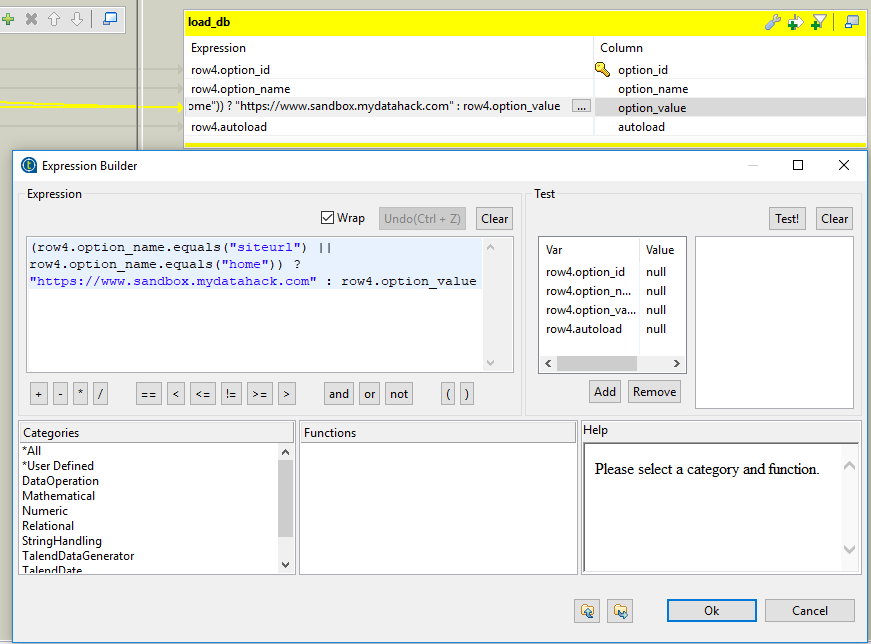 load_db
Expression Column
row4.option_id option_id
row4.option_name option_name
ome")) ? "https://www.sandbox.mydatahack.com" : row4.option_value ... option_value
row4.autoload autoload
Expression Builder
Expression
Wrap Undo(Ctrl + Z) Clear
(row4.option_name.equals("siteurl") ||
row4.option_name.equals("home")) ?
"https://www.sandbox.mydatahack.com" : row4.option_value
+ - * / == < <= != >= > and or not ( )
Test
Test! Clear
Var Value
row4.option_id null
row4.option_n... null
row4.option_va... null
row4.autoload null
Add Remove
Categories
*All
*User Defined
DataOperation
Mathematical
Numeric
Relational
StringHandling
TalendDataGenerator
TalendDate
Functions
Help
Please select a category and function.
Ok Cancel